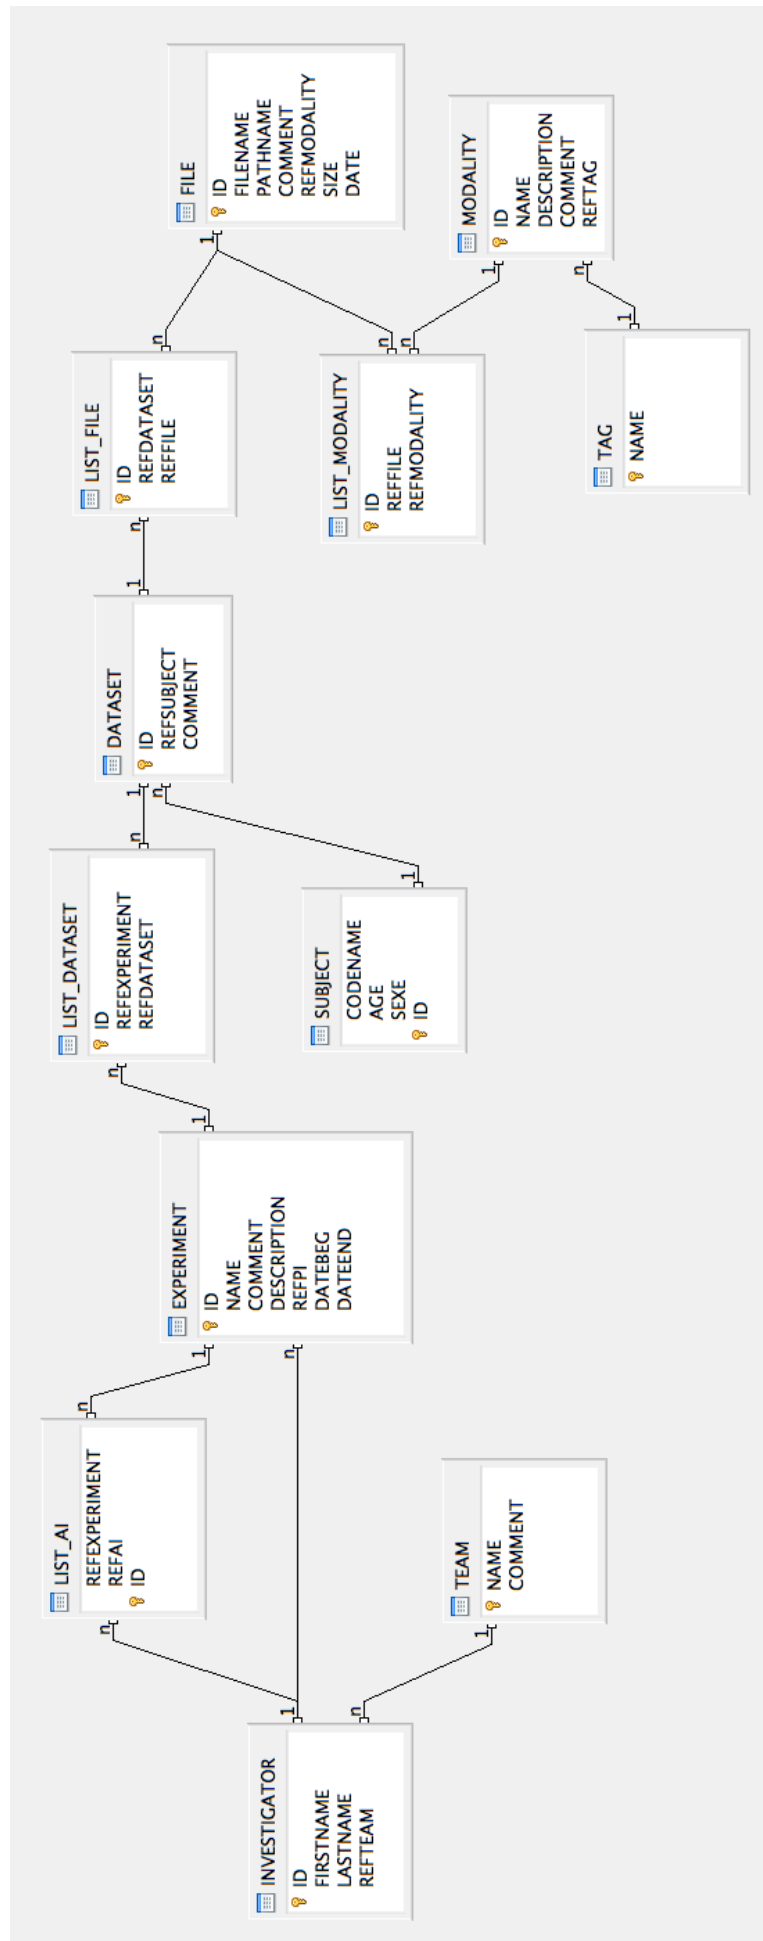 INVESTIGATOR
ID
FIRSTNAME
LASTNAME
REFTEAM
1
n
n
LIST_AI
REFEXPERIMENT
REFAI
ID
n
1
TEAM
NAME
COMMENT
1
n
EXPERIMENT
ID
NAME
COMMENT
DESCRIPTION
REFPI
DATEBEG
DATEEND
1
n
LIST_DATASET
ID
REFEXPERIMENT
REFDATASET
n
1
SUBJECT
CODENAME
AGE
SEXE
ID
1
n
DATASET
ID
REFSUBJECT
COMMENT
1
n
LIST_FILE
ID
REFDATASET
REFFILE
n
LIST_MODALITY
ID
REFFILE
REFMODALITY
n
n
1
FILE
ID
FILENAME
PATHNAME
COMMENT
REFMODALITY
SIZE
DATE
1
n
MODALITY
ID
NAME
DESCRIPTION
COMMENT
REFTAG
TAG
NAME
1